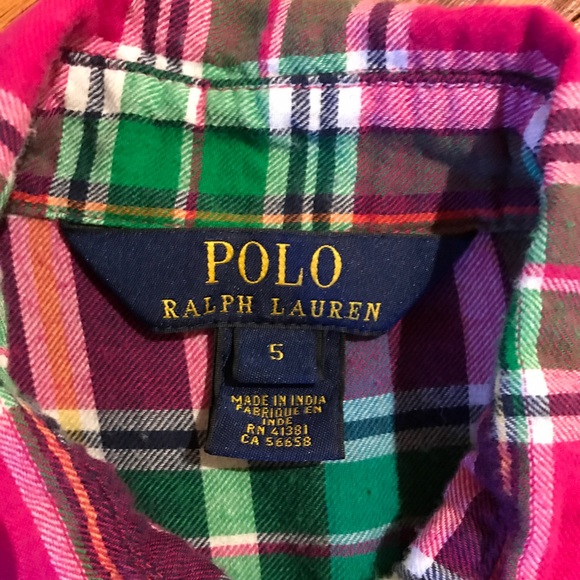 POLO
RALPH LAUREN
5
MADE IN INDIA
FABRIQUE EN
INDE
RN 41381
CA 56658